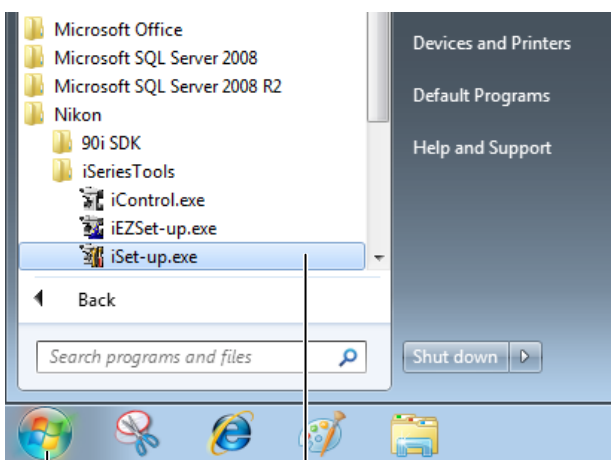 Microsoft Office
Microsoft SQL Server 2008
Microsoft SQL Server 2008 R2
Nikon
90i SDK
iSeriesTools
iControl.exe
iEZSet-up.exe
iSet-up.exe
Back
Search programs and files
Devices and Printers
Default Programs
Help and Support
Shut down